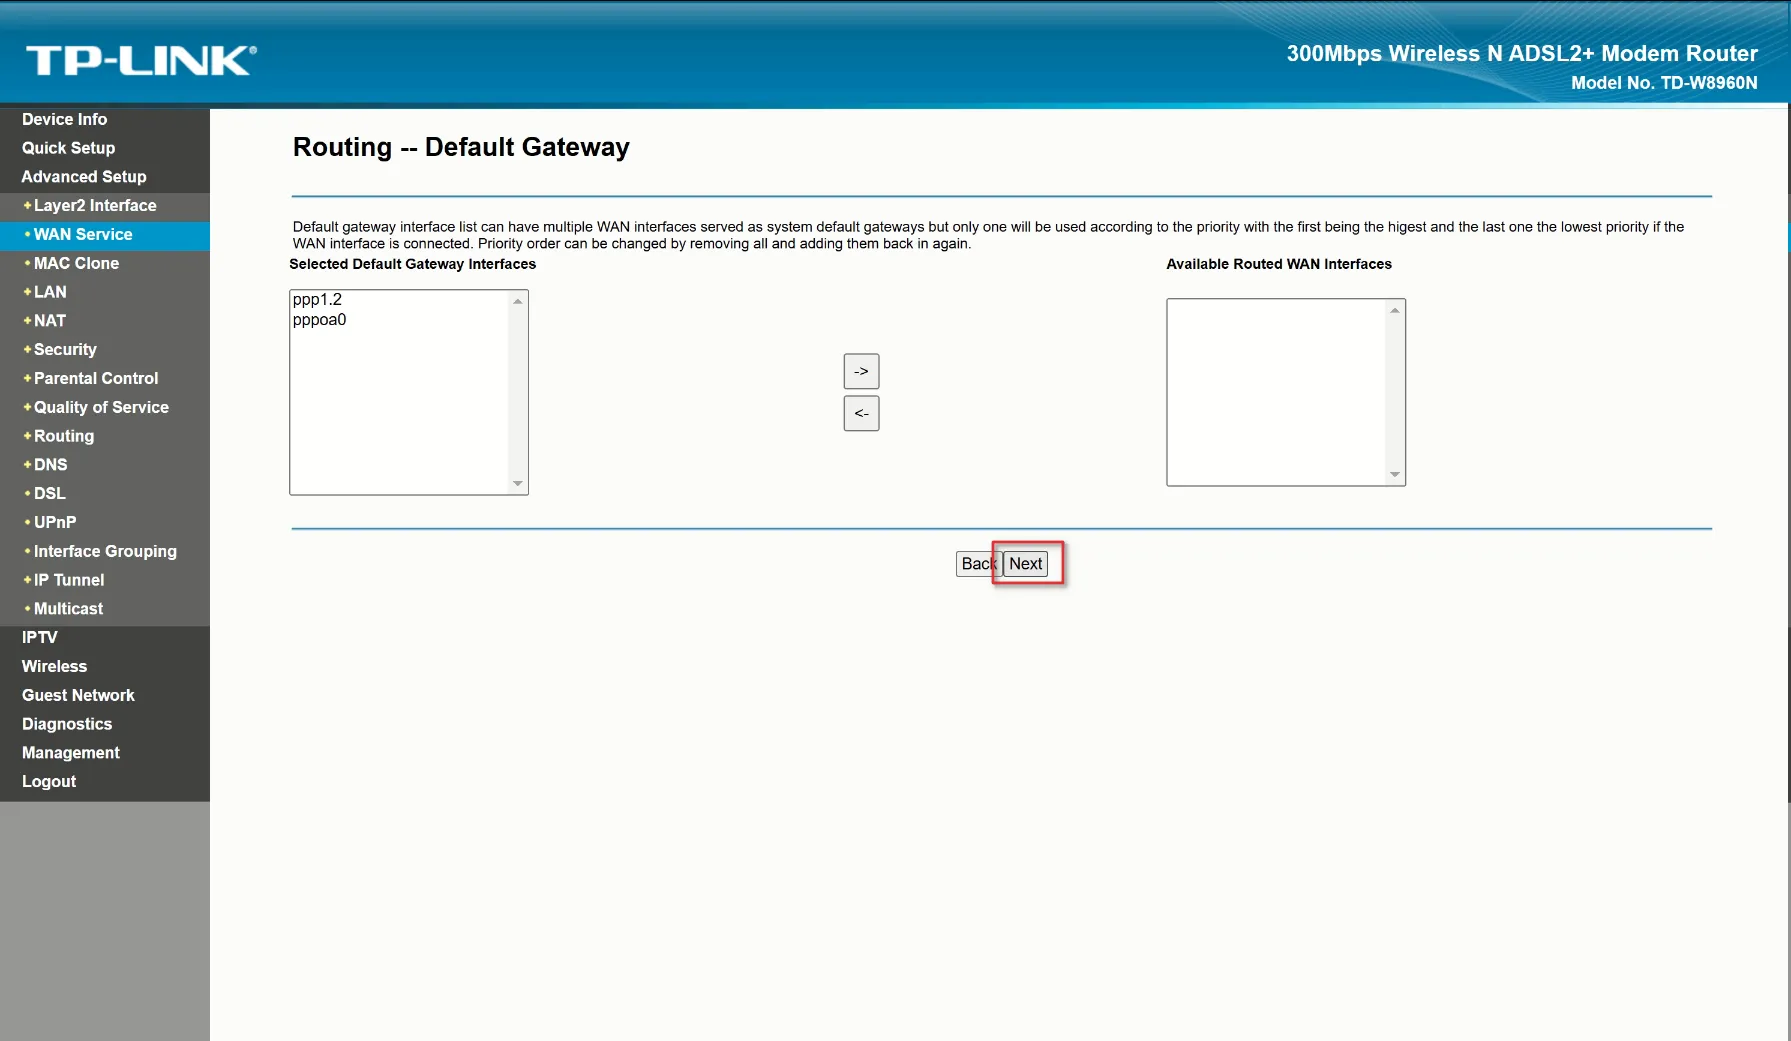 TP-LINK®
300Mbps Wireless N ADSL2+ Modem Router
Model No. TD-W8960N
Device Info
Quick Setup
Advanced Setup
+ Layer2 Interface
• WAN Service
• MAC Clone
+ LAN
+ NAT
+ Security
+ Parental Control
+ Quality of Service
+ Routing
+ DNS
• DSL
• UPnP
• Interface Grouping
+ IP Tunnel
• Multicast
IPTV
Wireless
Guest Network
Diagnostics
Management
Logout
Routing -- Default Gateway
Default gateway interface list can have multiple WAN interfaces served as system default gateways but only one will be used according to the priority with the first being the higest and the last one the lowest priority if the
WAN interface is connected. Priority order can be changed by removing all and adding them back in again.
Selected Default Gateway Interfaces
Available Routed WAN Interfaces
ppp1.2
pppoa0
->
<-
Back Next